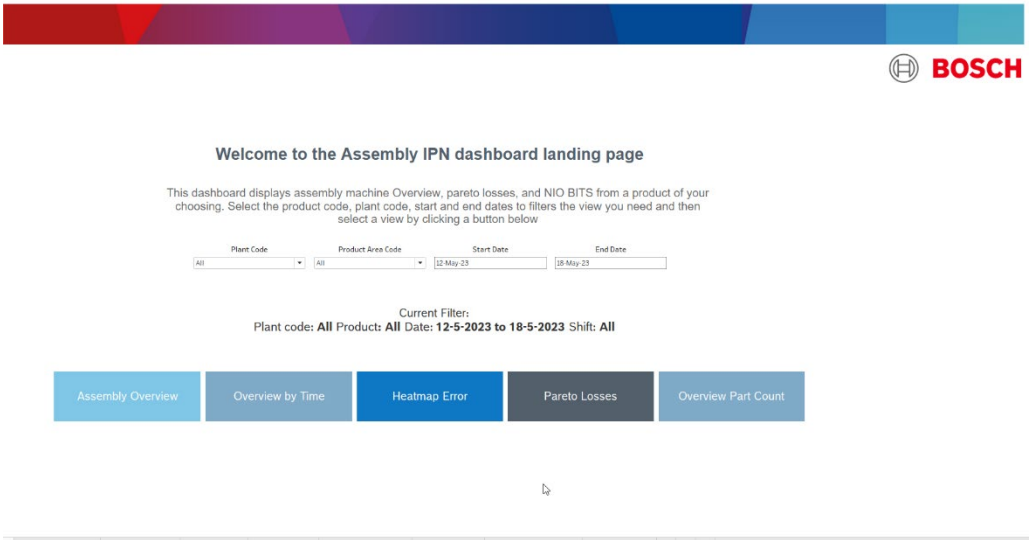 BOSCH
Welcome to the Assembly IPN dashboard landing page
This dashboard displays assembly machine Overview, pareto losses, and NIO BITS from a product of your
choosing. Select the product code, plant code, start and end dates to filters the view you need and then
select a view by clicking a button below
Plant Code Product Area Code Start Date End Date
All All 12-May-23 18-May-23
Current Filter:
Plant code: All Product: All Date: 12-5-2023 to 18-5-2023 Shift: All
Assembly Overview Overview by Time Heatmap Error Pareto Losses Overview Part Count